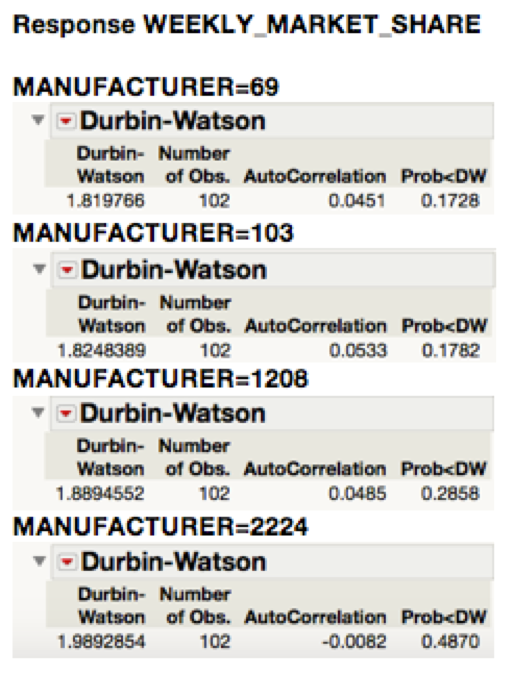 Response WEEKLY_MARKET_SHARE
MANUFACTURER=69
Durbin-Watson
Durbin- Number
Watson of Obs. AutoCorrelation Prob<DW
1.819766 102 0.0451 0.1728
MANUFACTURER=103
Durbin-Watson
Durbin- Number
Watson of Obs. AutoCorrelation Prob<DW
1.8248389 102 0.0533 0.1782
MANUFACTURER=1208
Durbin-Watson
Durbin- Number
Watson of Obs. AutoCorrelation Prob<DW
1.8894552 102 0.0485 0.2858
MANUFACTURER=2224
Durbin-Watson
Durbin- Number
Watson of Obs. AutoCorrelation Prob<DW
1.9892854 102 -0.0082 0.4870